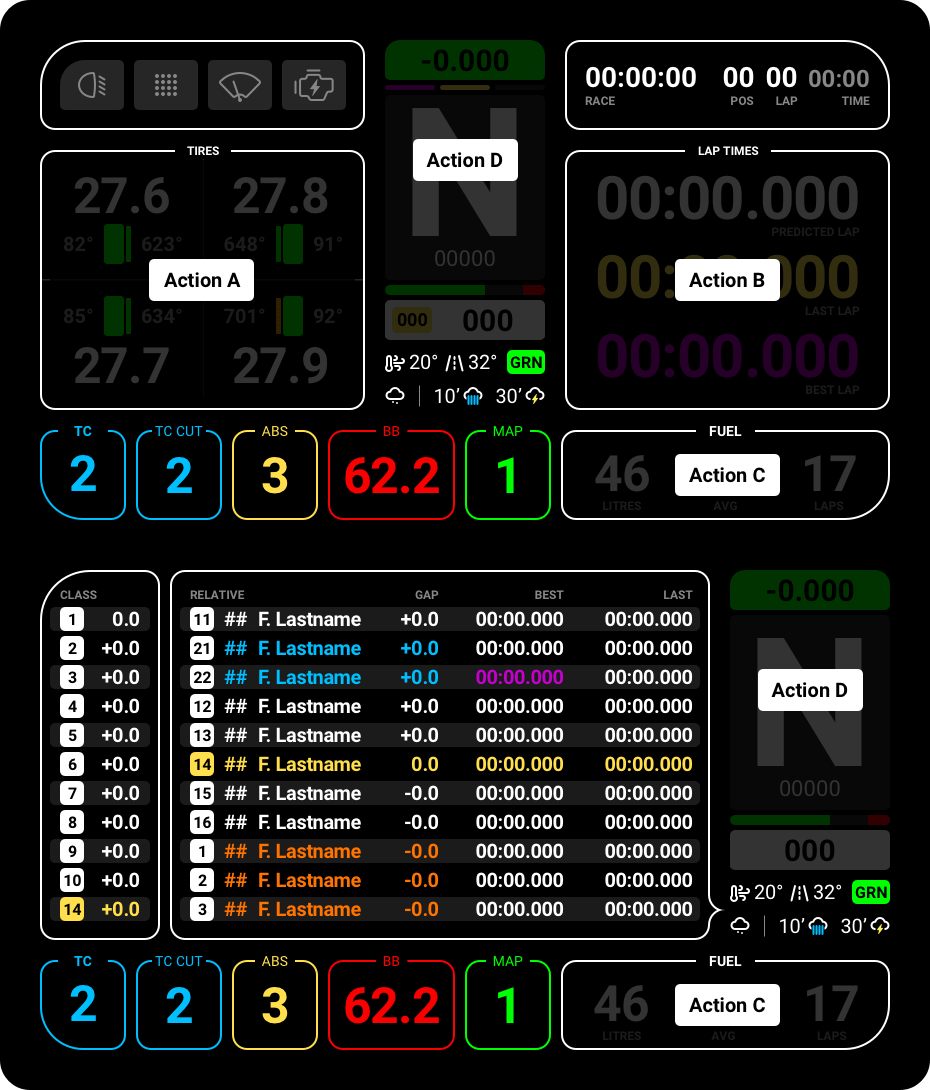 -0.000
00:00:00 00 00 00:00
RACE POS LAP TIME
TIRES
27.6 27.8
82° 623° 648° 91°
Action A
85° 634° 701° 92°
27.7 27.9
N
Action D
00000
000 000
20° 32° GRN
10’ 30’
LAP TIMES
00:00.000
PREDICTED LAP
00:00.000
Action B
LAST LAP
00:00.000
BEST LAP
TC TC CUT ABS BB MAP FUEL
2 2 3 62.2 1 46 Action C 17
LITRES AVG LAPS
CLASS
1 0.0
2 +0.0
3 +0.0
4 +0.0
5 +0.0
6 +0.0
7 +0.0
8 +0.0
9 +0.0
10 +0.0
14 +0.0
RELATIVE GAP BEST LAST
11 ## F. Lastname +0.0 00:00.000 00:00.000
21 ## F. Lastname +0.0 00:00.000 00:00.000
22 ## F. Lastname +0.0 00:00.000 00:00.000
12 ## F. Lastname +0.0 00:00.000 00:00.000
13 ## F. Lastname +0.0 00:00.000 00:00.000
14 ## F. Lastname 0.0 00:00.000 00:00.000
15 ## F. Lastname -0.0 00:00.000 00:00.000
16 ## F. Lastname -0.0 00:00.000 00:00.000
1 ## F. Lastname -0.0 00:00.000 00:00.000
2 ## F. Lastname -0.0 00:00.000 00:00.000
3 ## F. Lastname -0.0 00:00.000 00:00.000
-0.000
N
Action D
00000
000
20° 32° GRN
10’ 30’
TC TC CUT ABS BB MAP FUEL
2 2 3 62.2 1 46 Action C 17
LITRES AVG LAPS